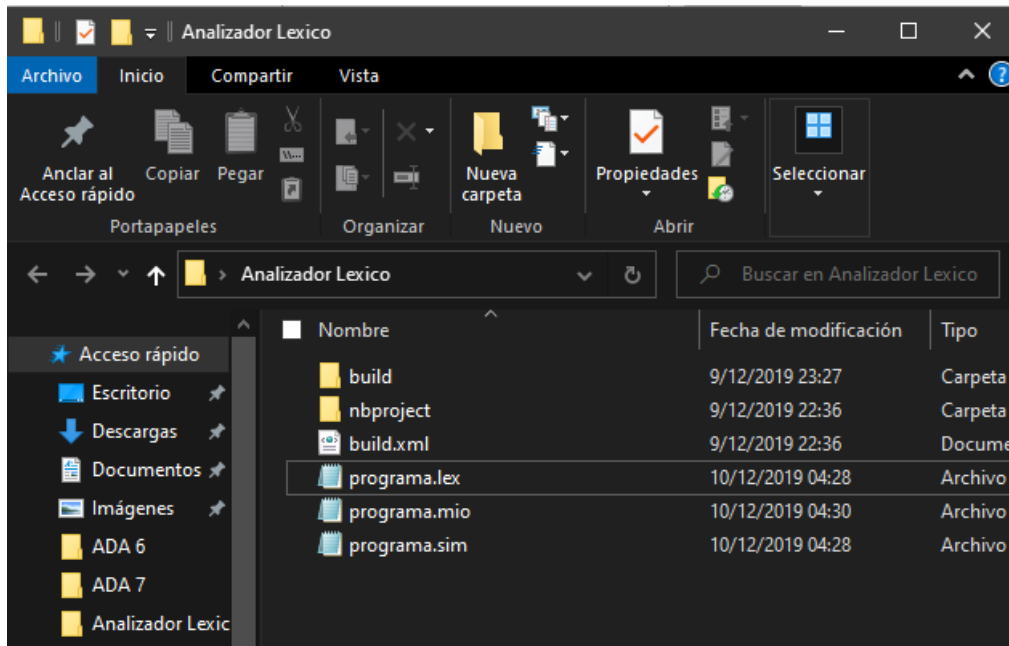 Analizador Lexico
Archivo Inicio Compartir Vista
Anclar al Acceso rápido
Copiar
Pegar
Portapapeles
Organizar
Nueva carpeta
Nuevo
Propiedades
Abrir
Seleccionar
Analizador Lexico
Buscar en Analizador Lexico
Nombre Fecha de modificación Tipo
Acceso rápido
Escritorio
Descargas
Documentos
Imágenes
ADA 6
ADA 7
Analizador Lexic
build 9/12/2019 23:27 Carpeta
nbproject 9/12/2019 22:36 Carpeta
build.xml 9/12/2019 22:36 Docume
programa.lex 10/12/2019 04:28 Archivo
programa.mio 10/12/2019 04:30 Archivo
programa.sim 10/12/2019 04:28 Archivo